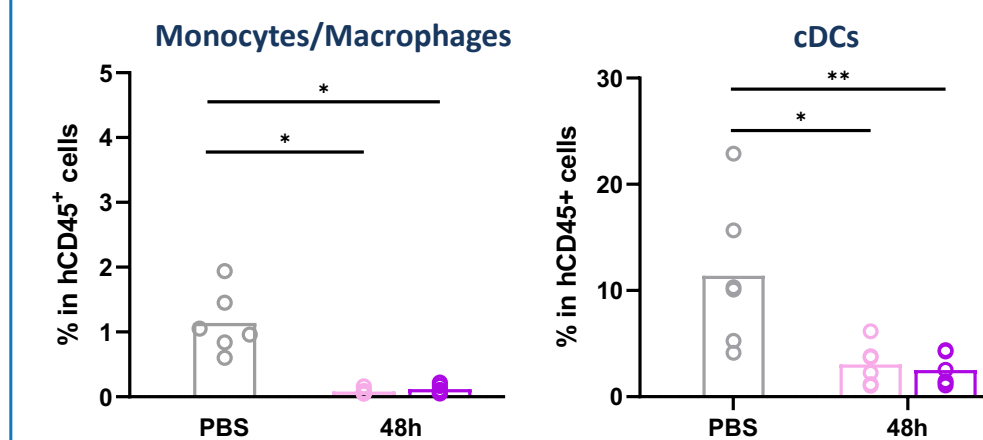 Monocytes/Macrophages
% in hCD45⁺ cells
5
4
3
2
1
0
*
*
PBS
48h
cDCs
% in hCD45+ cells
30
20
10
0
**
*
PBS
48h